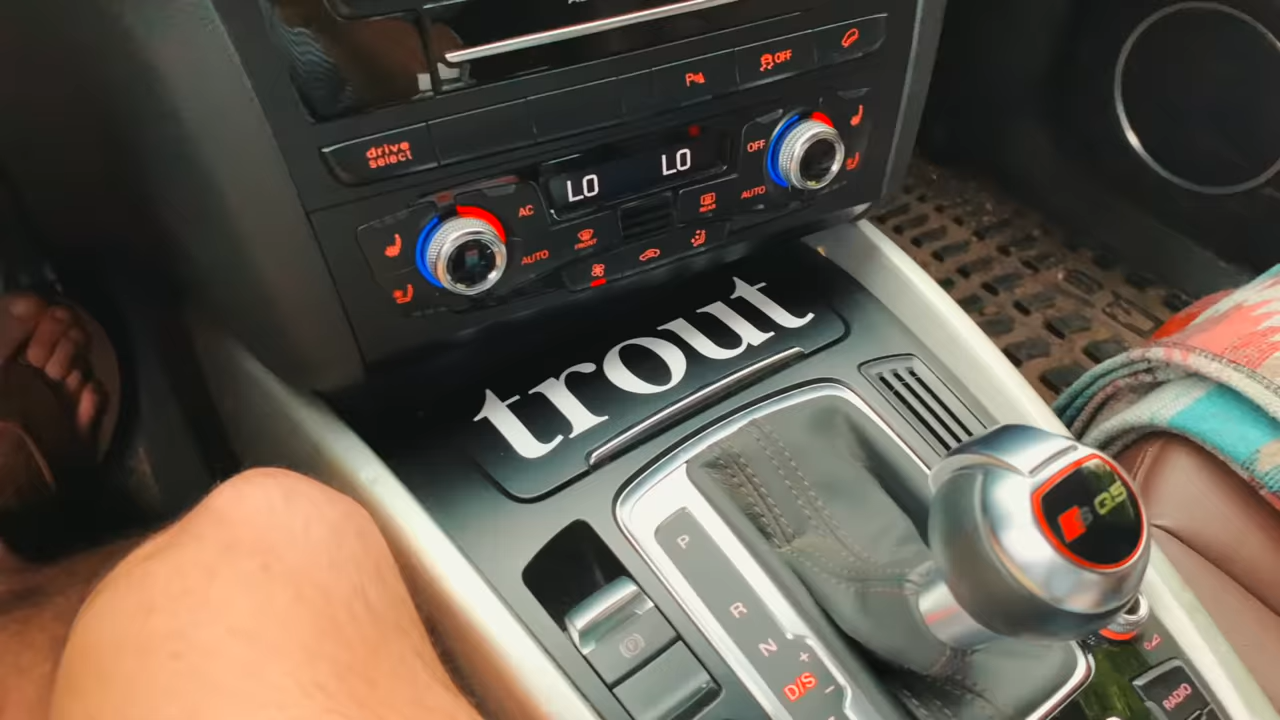 P
OFF
drive
select
LO
LO
OFF
AC
AUTO
REAR
AUTO
FRONT
trout
SQ5
P
R
N
+
D/S
-
RADIO